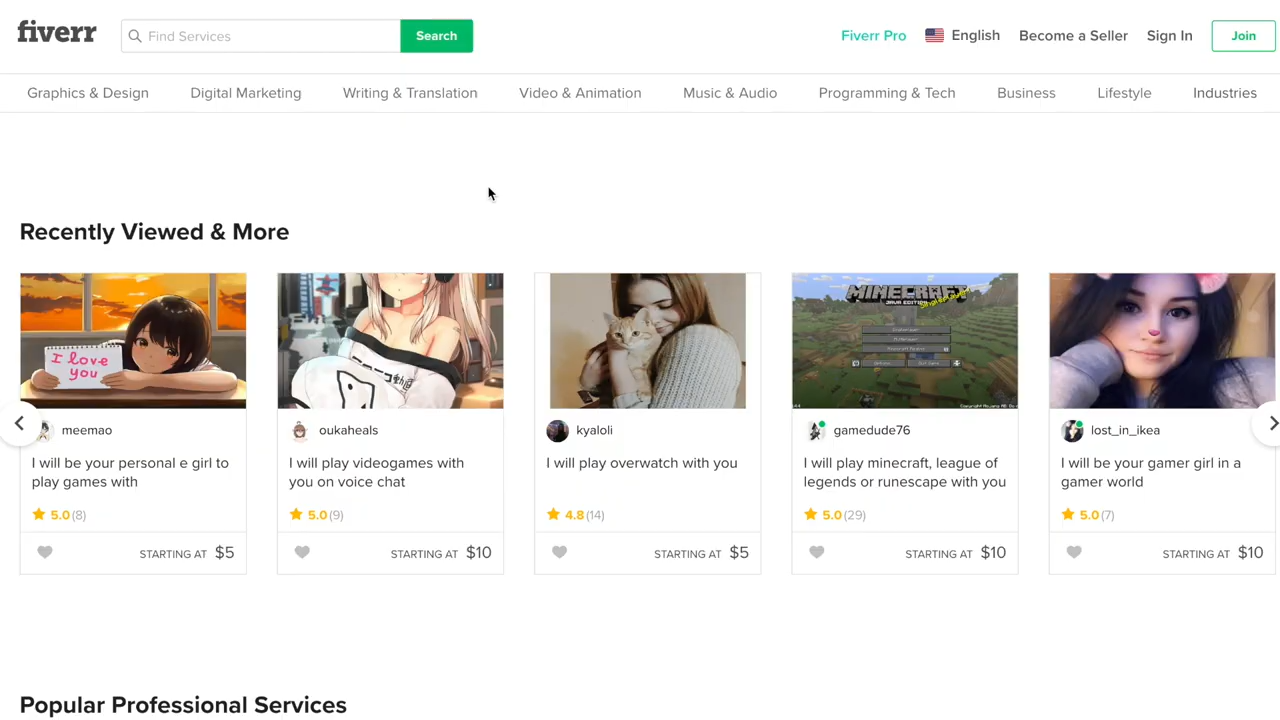 fiverr
Find Services
Search
Fiverr Pro
English
Become a Seller
Sign In
Join
Graphics & Design
Digital Marketing
Writing & Translation
Video & Animation
Music & Audio
Programming & Tech
Business
Lifestyle
Industries
Recently Viewed & More
I love
you
meemao
I will be your personal e girl to
play games with
5.0(8)
STARTING AT $5
oukaheals
I will play videogames with
you on voice chat
5.0(9)
STARTING AT $10
kyaloli
I will play overwatch with you
4.8(14)
STARTING AT $5
MINECRAFT
JAVA EDITION
gamedude76
I will play minecraft, league of
legends or runescape with you
5.0(29)
STARTING AT $10
lost_in_ikea
I will be your gamer girl in a
gamer world
5.0(7)
STARTING AT $10
Popular Professional Services